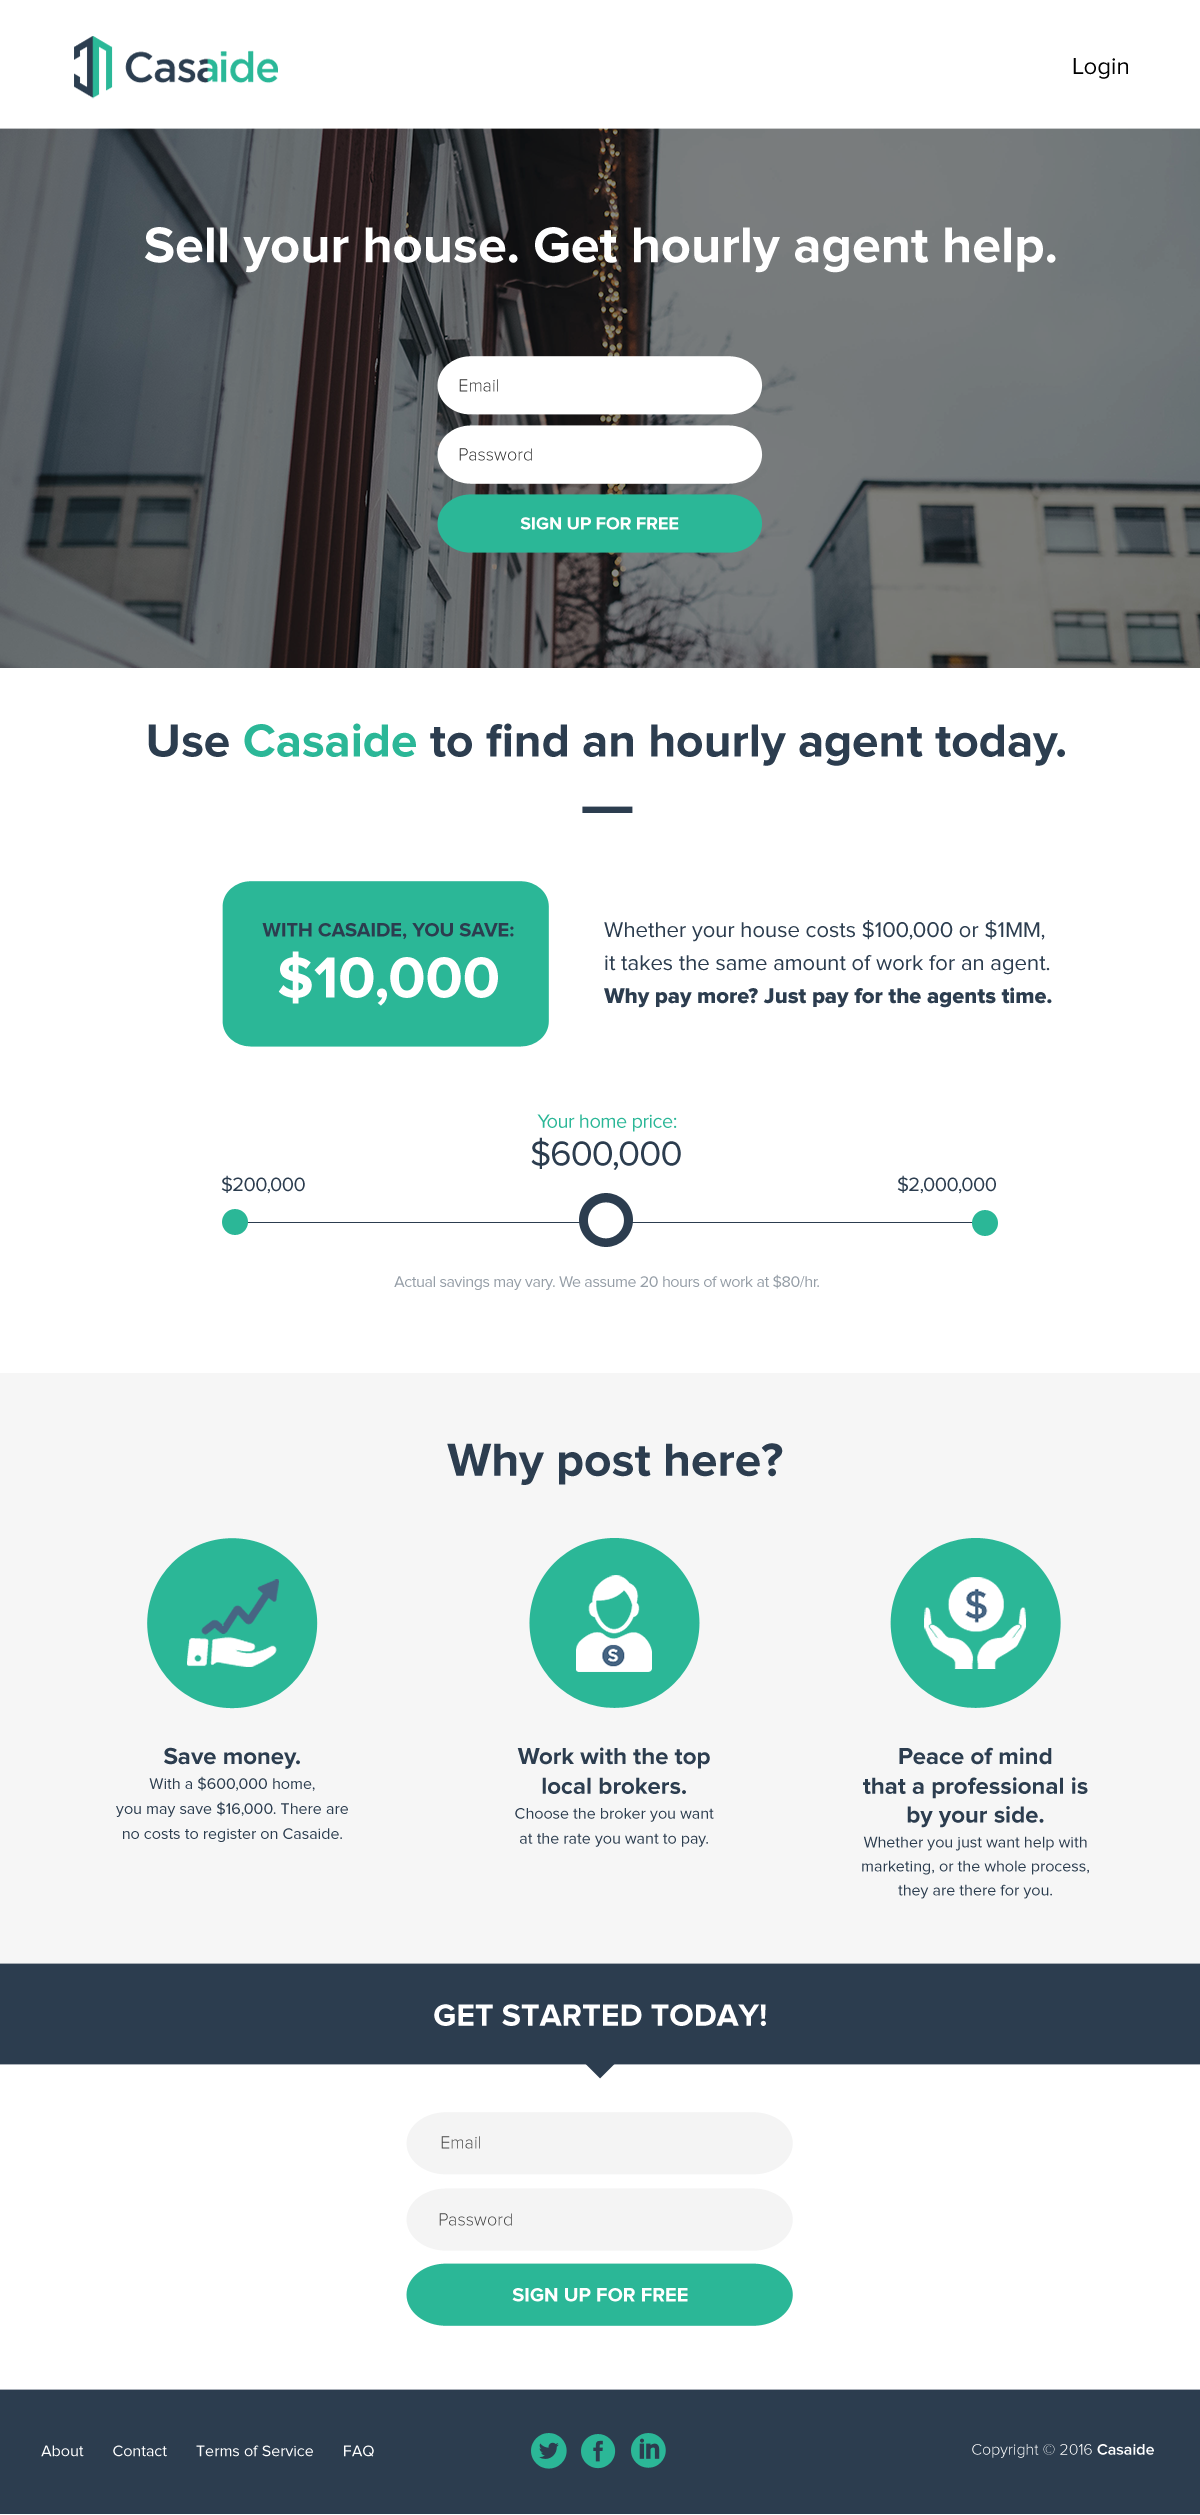 Casaide
Login
Sell your house. Get hourly agent help.
Email
Password
SIGN UP FOR FREE
Use Casaide to find an hourly agent today.
WITH CASAIDE, YOU SAVE:
$10,000
Whether your house costs $100,000 or $1MM,
it takes the same amount of work for an agent.
Why pay more? Just pay for the agents time.
Your home price:
$600,000
$200,000
$2,000,000
Actual savings may vary. We assume 20 hours of work at $80/hr.
Why post here?
$
S
Save money.
With a $600,000 home,
you may save $16,000. There are
no costs to register on Casaide.
Work with the top
local brokers.
Choose the broker you want
at the rate you want to pay.
Peace of mind
that a professional is
by your side.
Whether you just want help with
marketing, or the whole process,
they are there for you.
GET STARTED TODAY!
Email
Password
SIGN UP FOR FREE
About Contact Terms of Service FAQ
f
in
Copyright © 2016 Casaide